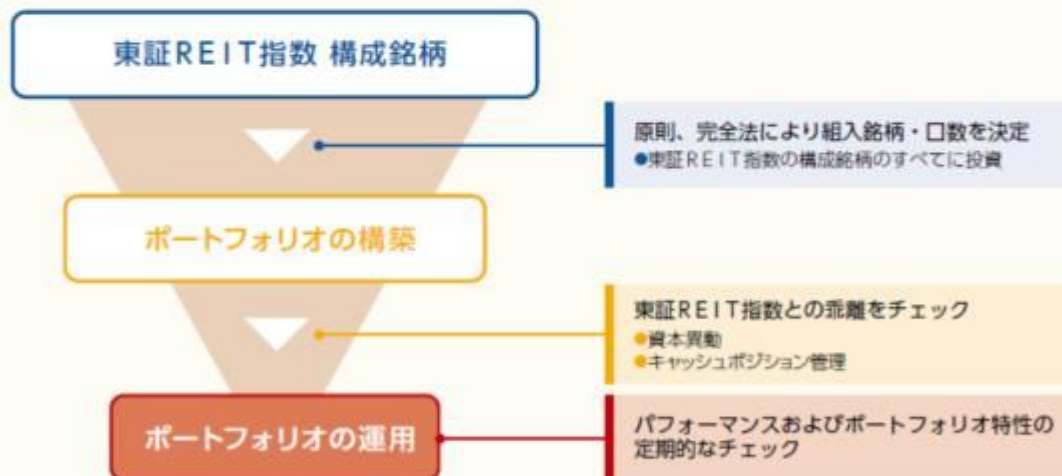 東証REIT指数 構成銘柄
原則、完全法により組入銘柄・口数を決定
●東証REIT指数の構成銘柄のすべてに投資
ポートフォリオの構築
東証REIT指数との乖離をチェック
●資本異動
●キャッシュポジション管理
ポートフォリオの運用
パフォーマンスおよびポートフォリオ特性の
定期的なチェック